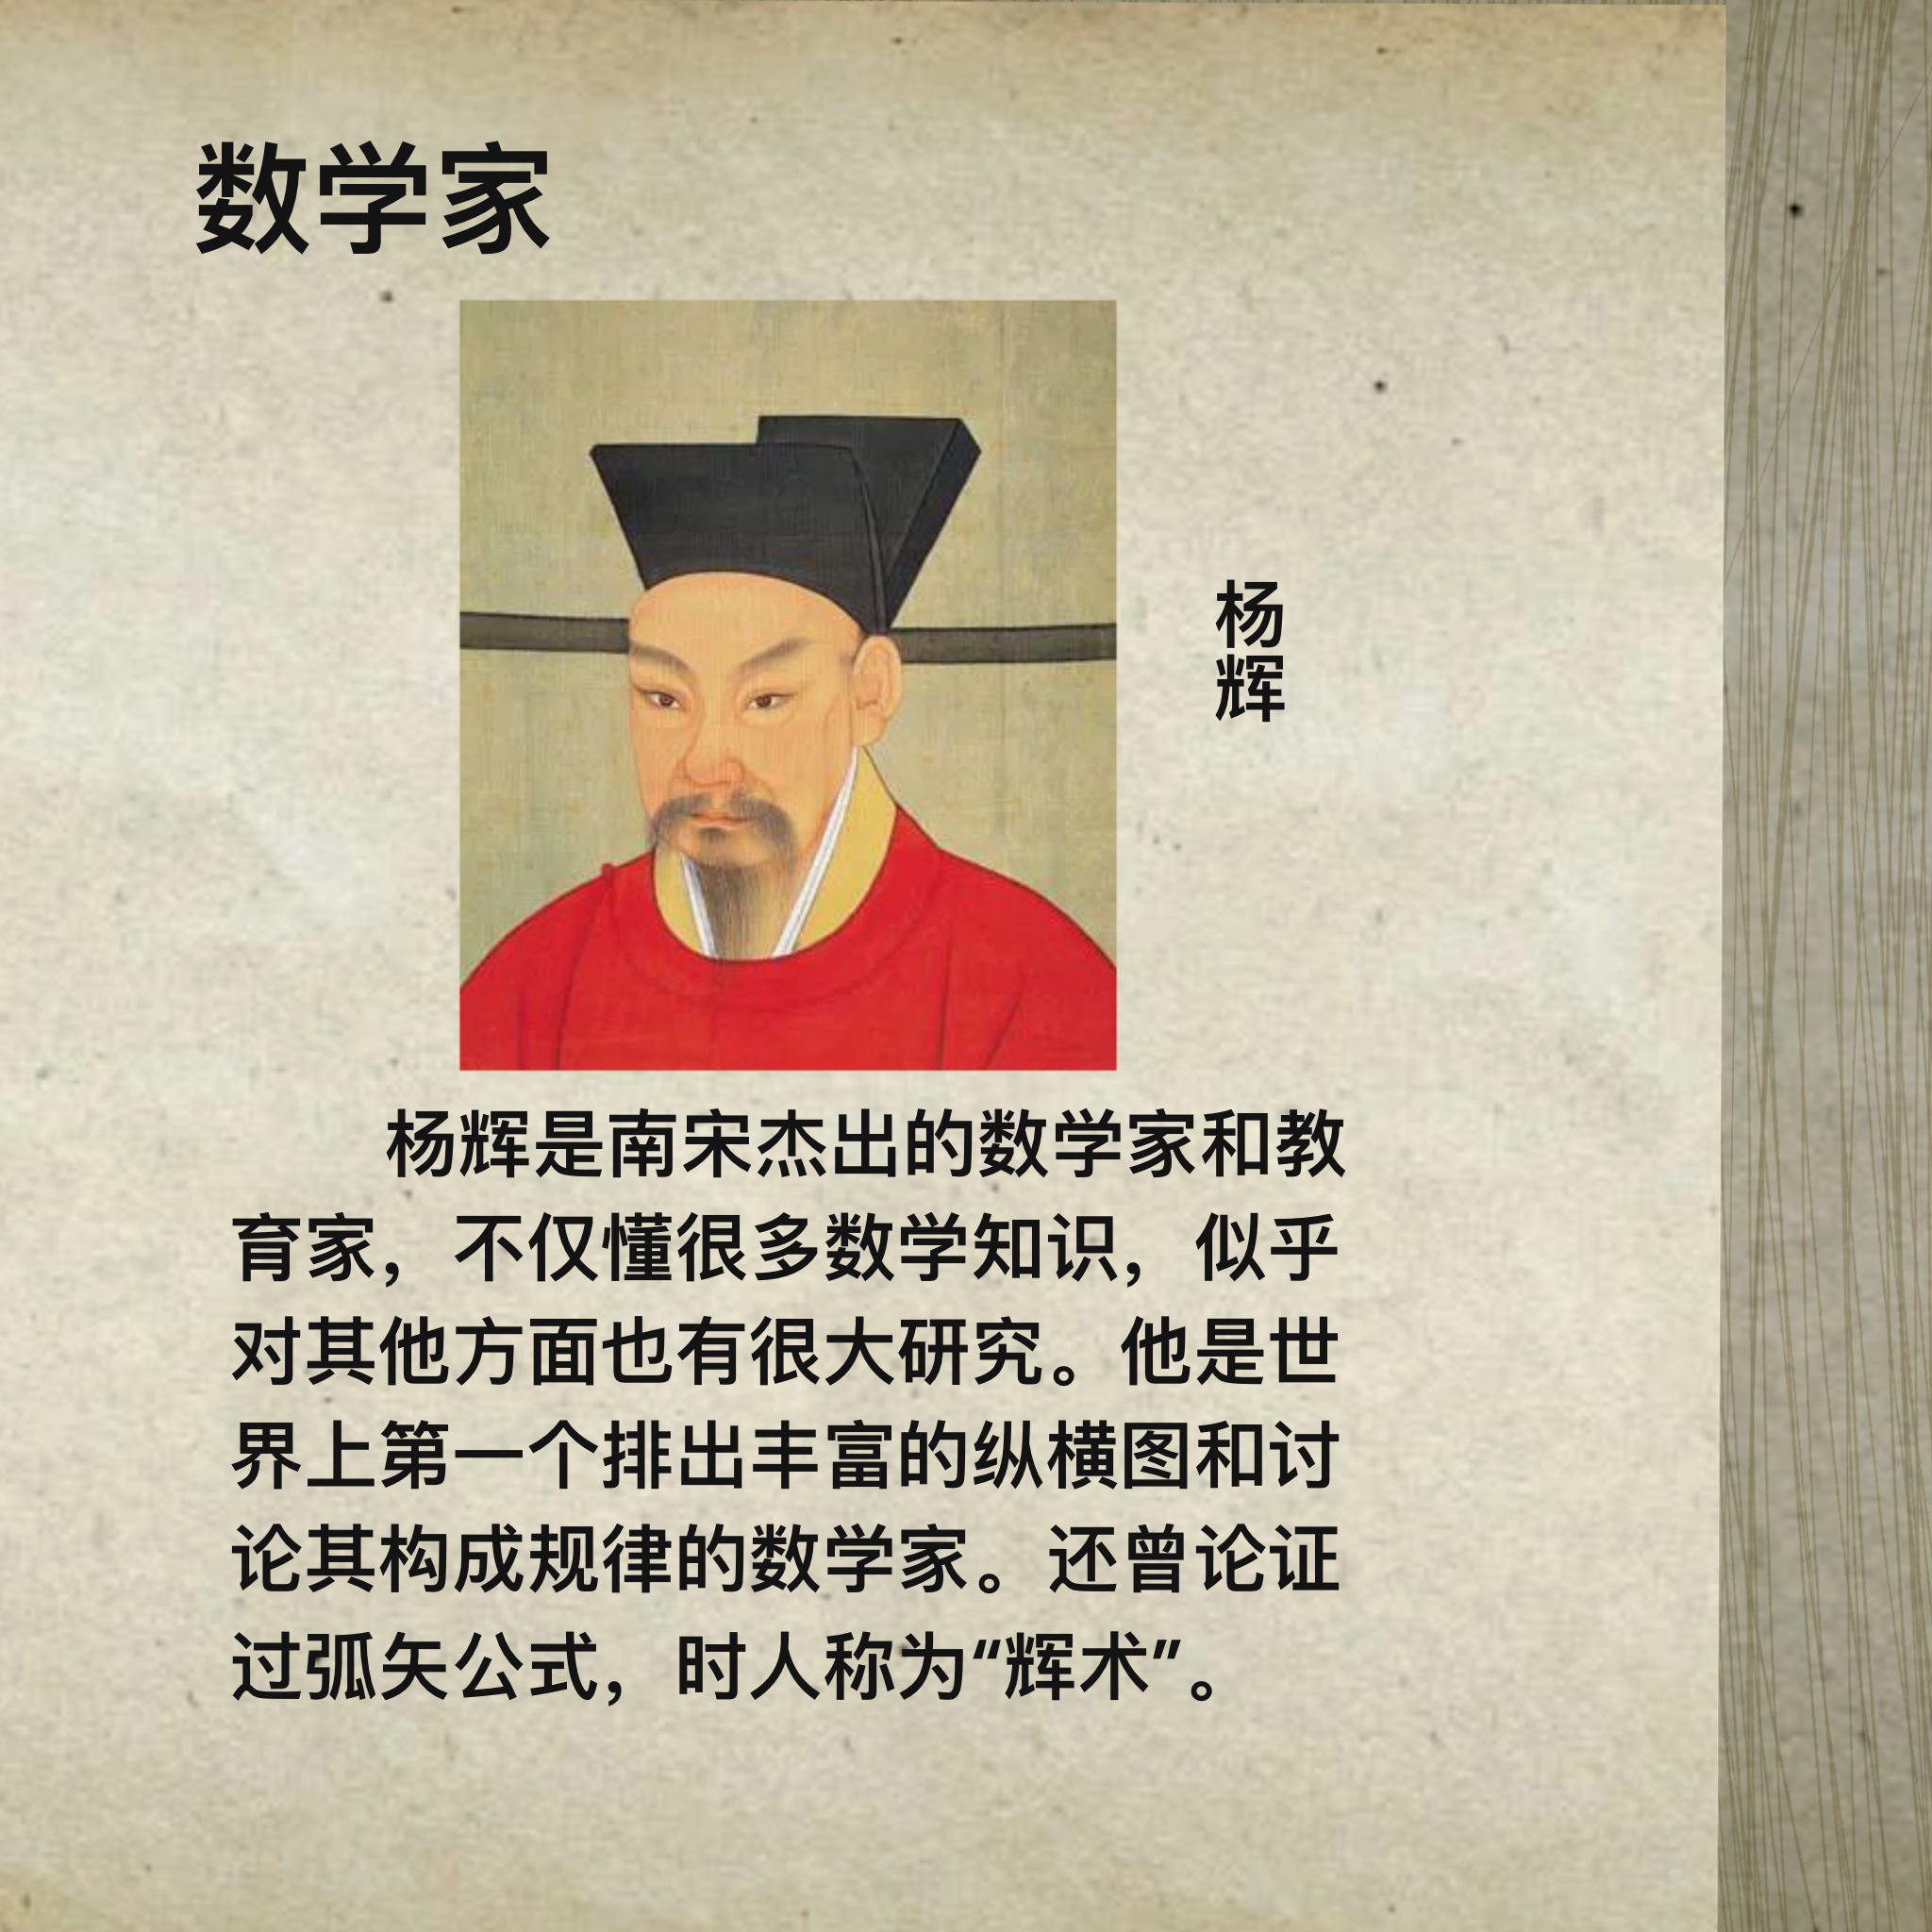 数学家
杨辉
杨辉是南宋杰出的数学家和教
育家，不仅懂很多数学知识，似乎
对其他方面也有很大研究。他是世
界上第一个排出丰富的纵横图和讨
论其构成规律的数学家。还曾论证
过弧矢公式，时人称为“辉术”。